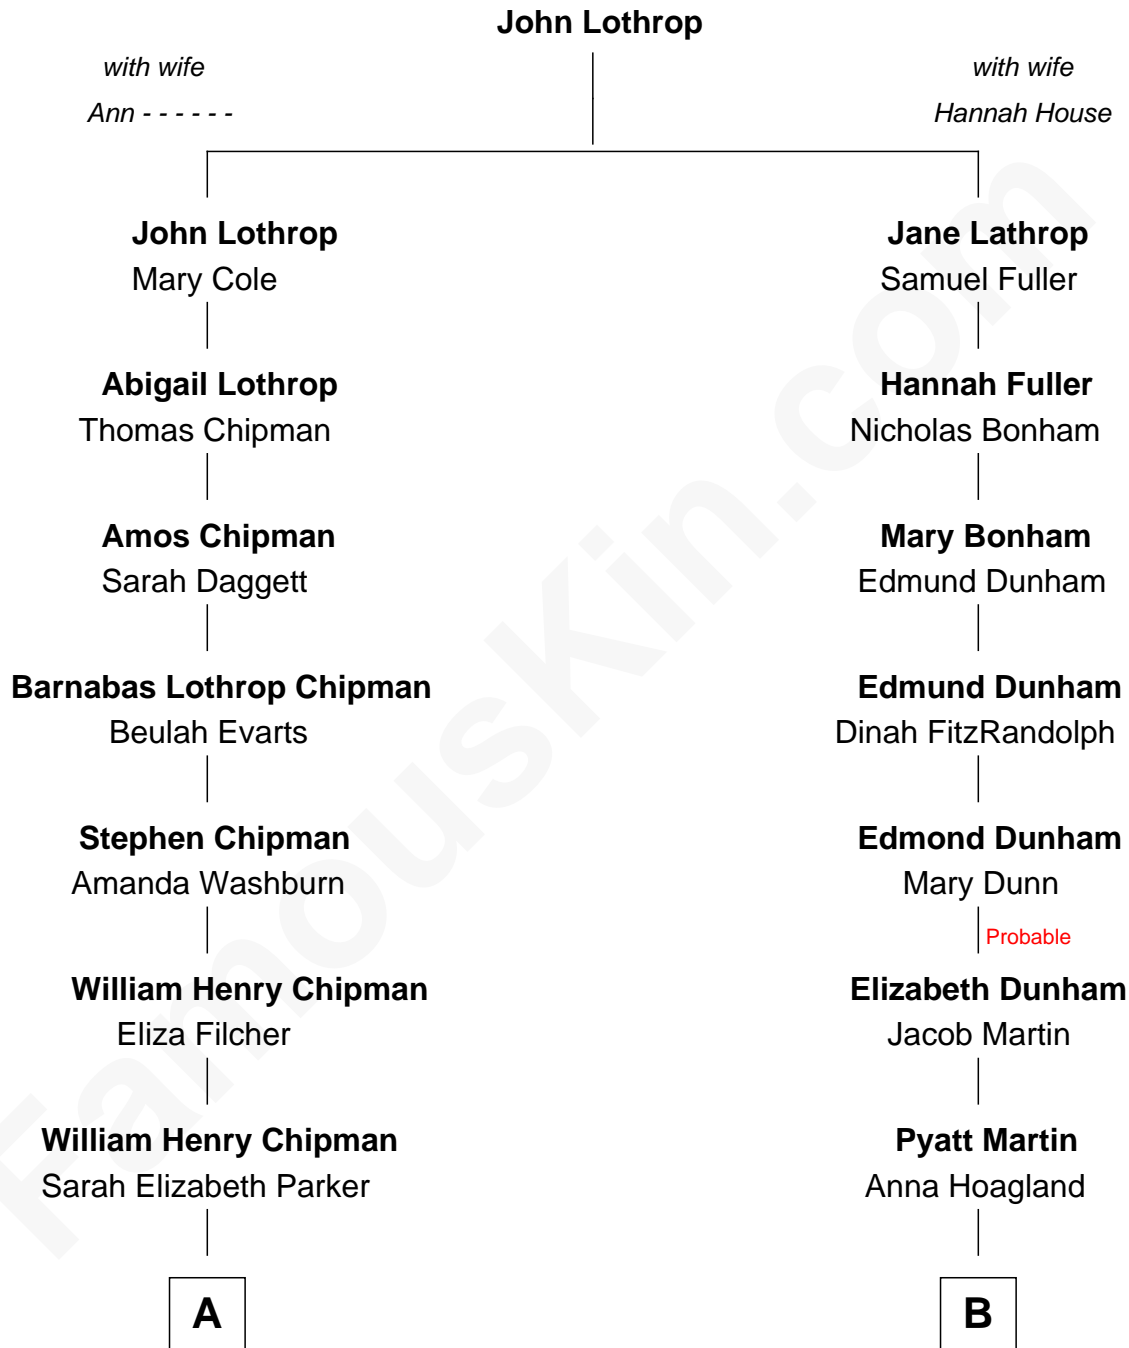 John Lothrop
with wife
Ann - - - - - -
with wife
Hannah House
John Lothrop
Mary Cole
Jane Lathrop
Samuel Fuller
Abigail Lothrop
Thomas Chipman
Hannah Fuller
Nicholas Bonham
Amos Chipman
Sarah Daggett
Mary Bonham
Edmund Dunham
Barnabas Lothrop Chipman
Beulah Evarts
Edmund Dunham
Dinah FitzRandolph
Stephen Chipman
Amanda Washburn
Edmond Dunham
Mary Dunn
Probable
William Henry Chipman
Eliza Filcher
Elizabeth Dunham
Jacob Martin
William Henry Chipman
Sarah Elizabeth Parker
Pyatt Martin
Anna Hoagland
A
B
FamousKin.com